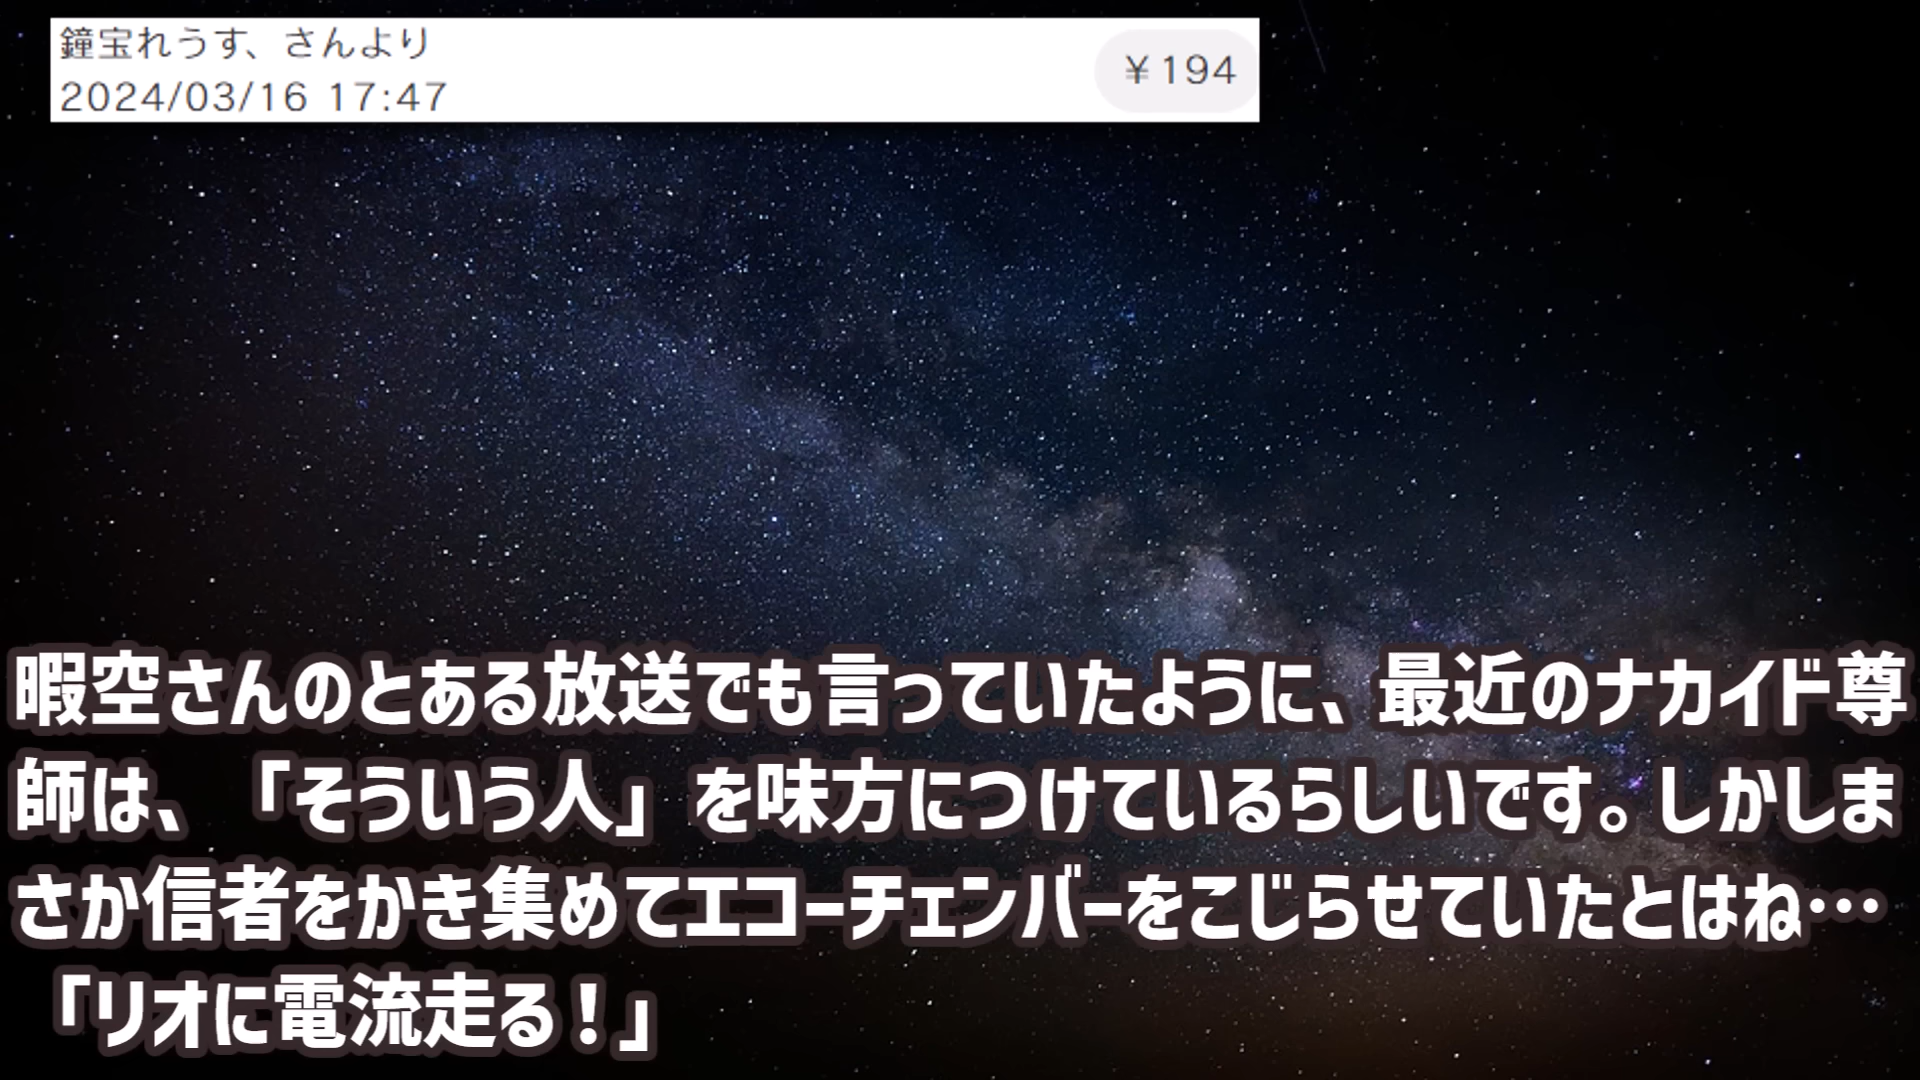 鐘宝れうす、さんより
¥194
2024/03/16 17:47
暇空さんのとある放送でも言っていたように、最近のナカイド尊
師は、「そういう人」を味方につけているらしいです。しかしま
さか信者をかき集めてエコーチェンバーをこじらせていたとはね…
「リオに電流走る！」